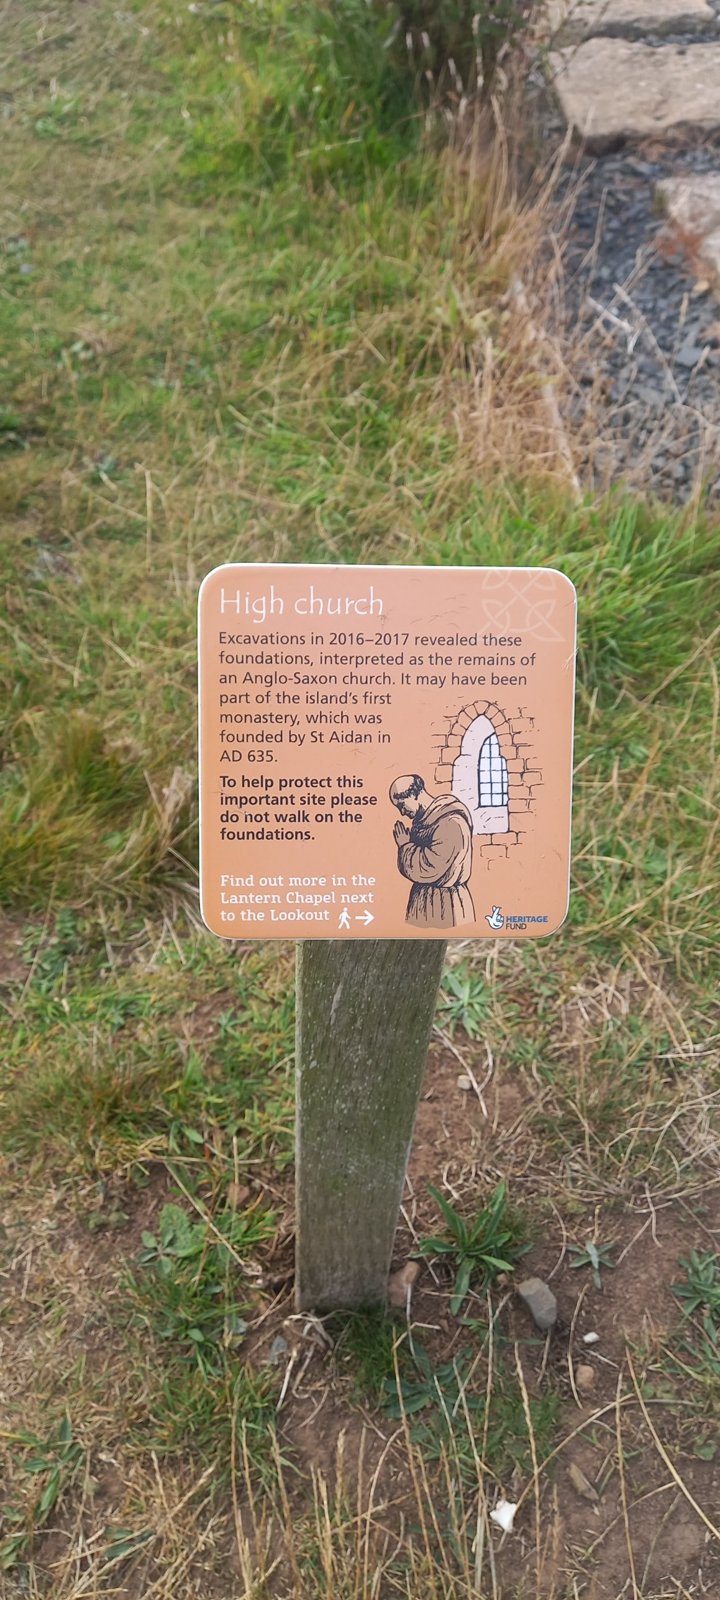 High church
Excavations in 2016–2017 revealed these
foundations, interpreted as the remains of
an Anglo-Saxon church. It may have been
part of the island's first
monastery, which was
founded by St Aidan in
AD 635.
To help protect this
important site please
do not walk on the
foundations.
Find out more in the
Lantern Chapel next
to the Lookout
HERITAGE
FUND